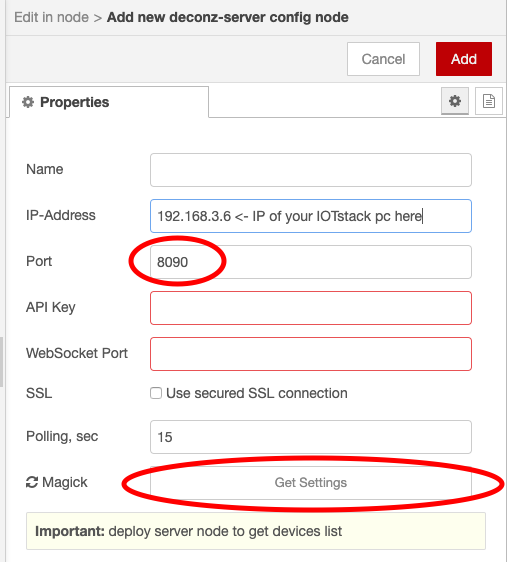 Edit in node > Add new deconz-server config node
Cancel
Add
Properties
Name
IP-Address
192.168.3.6 <- IP of your IOTstack pc here
Port
8090
API Key
WebSocket Port
SSL
Use secured SSL connection
Polling, sec
15
Magick
Get Settings
Important: deploy server node to get devices list